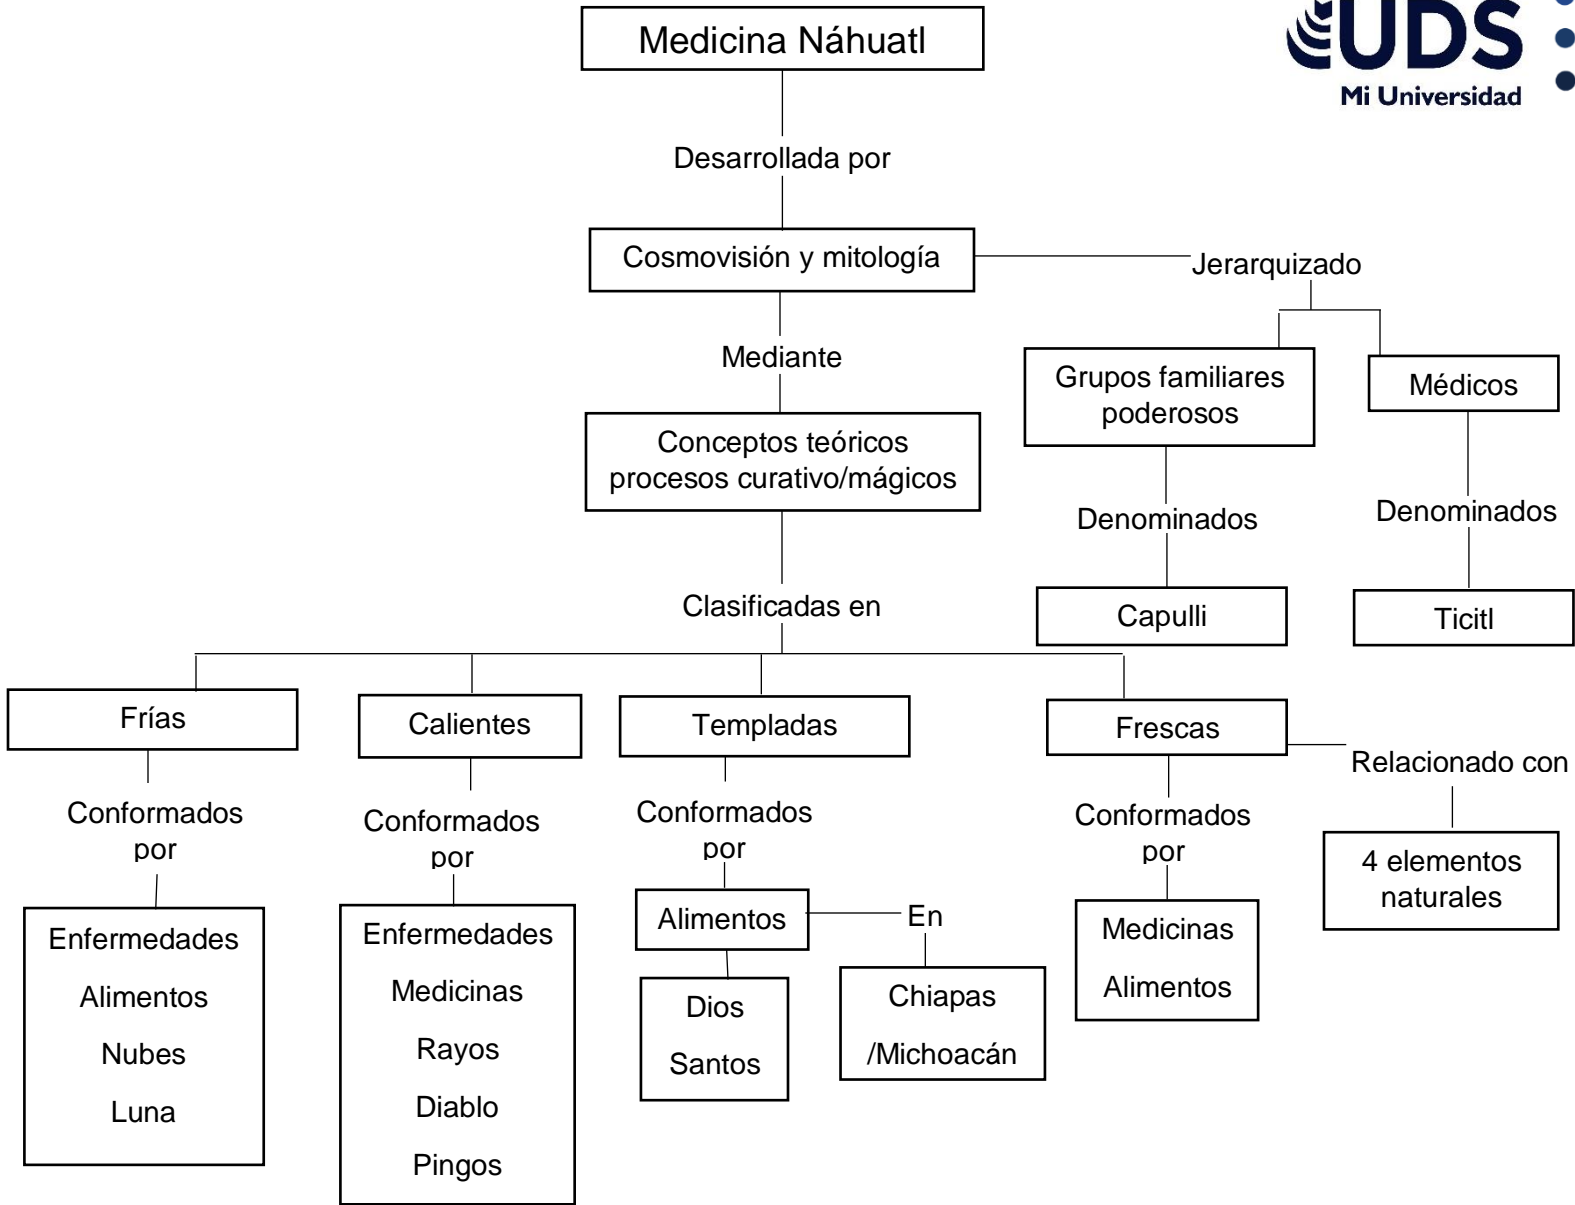 Medicina Náhuatl
UDS
Mi Universidad
Desarrollada por
Cosmovisión y mitología
Jerarquizado
Mediante
Grupos familiares
poderosos
Médicos
Conceptos teóricos
procesos curativo/mágicos
Denominados
Denominados
Clasificadas en
Capulli
Ticitl
Frías
Calientes
Templadas
Frescas
Relacionado con
Conformados
por
Conformados
por
Conformados
por
Conformados
por
4 elementos
naturales
Enfermedades
Alimentos
Nubes
Luna
Enfermedades
Medicinas
Rayos
Diablo
Pingos
Alimentos
En
Dios
Santos
Chiapas
/Michoacán
Medicinas
Alimentos